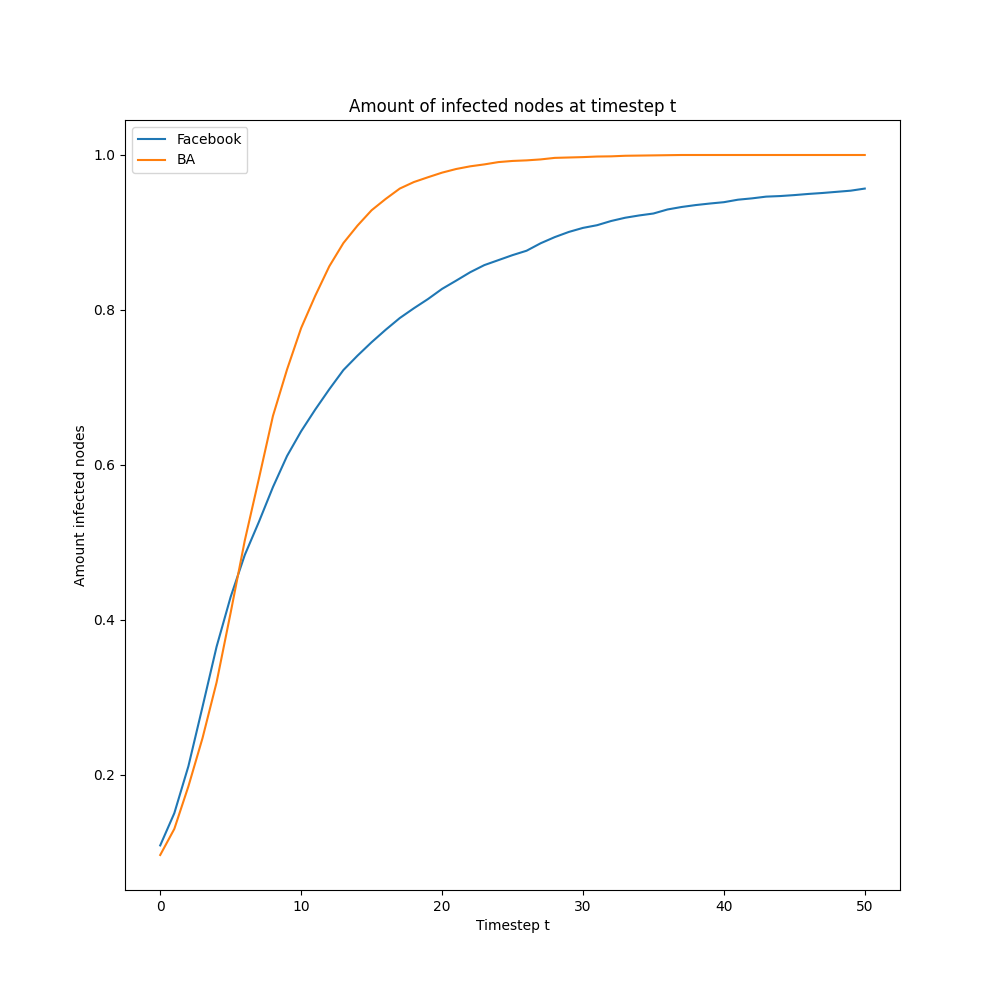 Amount of infected nodes at timestep t
Facebook
BA
1.0
0.8
0.6
0.4
0.2
Amount infected nodes
0 10 20 30 40 50
Timestep t